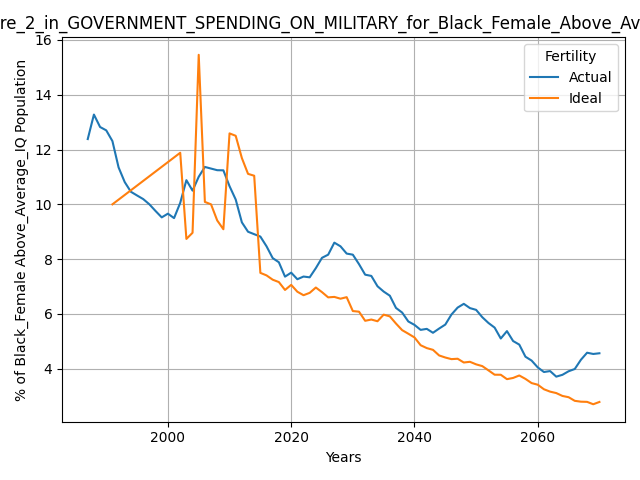 re_2_in_GOVERNMENT_SPENDING_ON_MILITARY_for_Black_Female_Above_Av
% of Black_Female Above_Average_IQ Population
16
14
12
10
8
6
4
Fertility
Actual
Ideal
2000
2020
2040
2060
Years